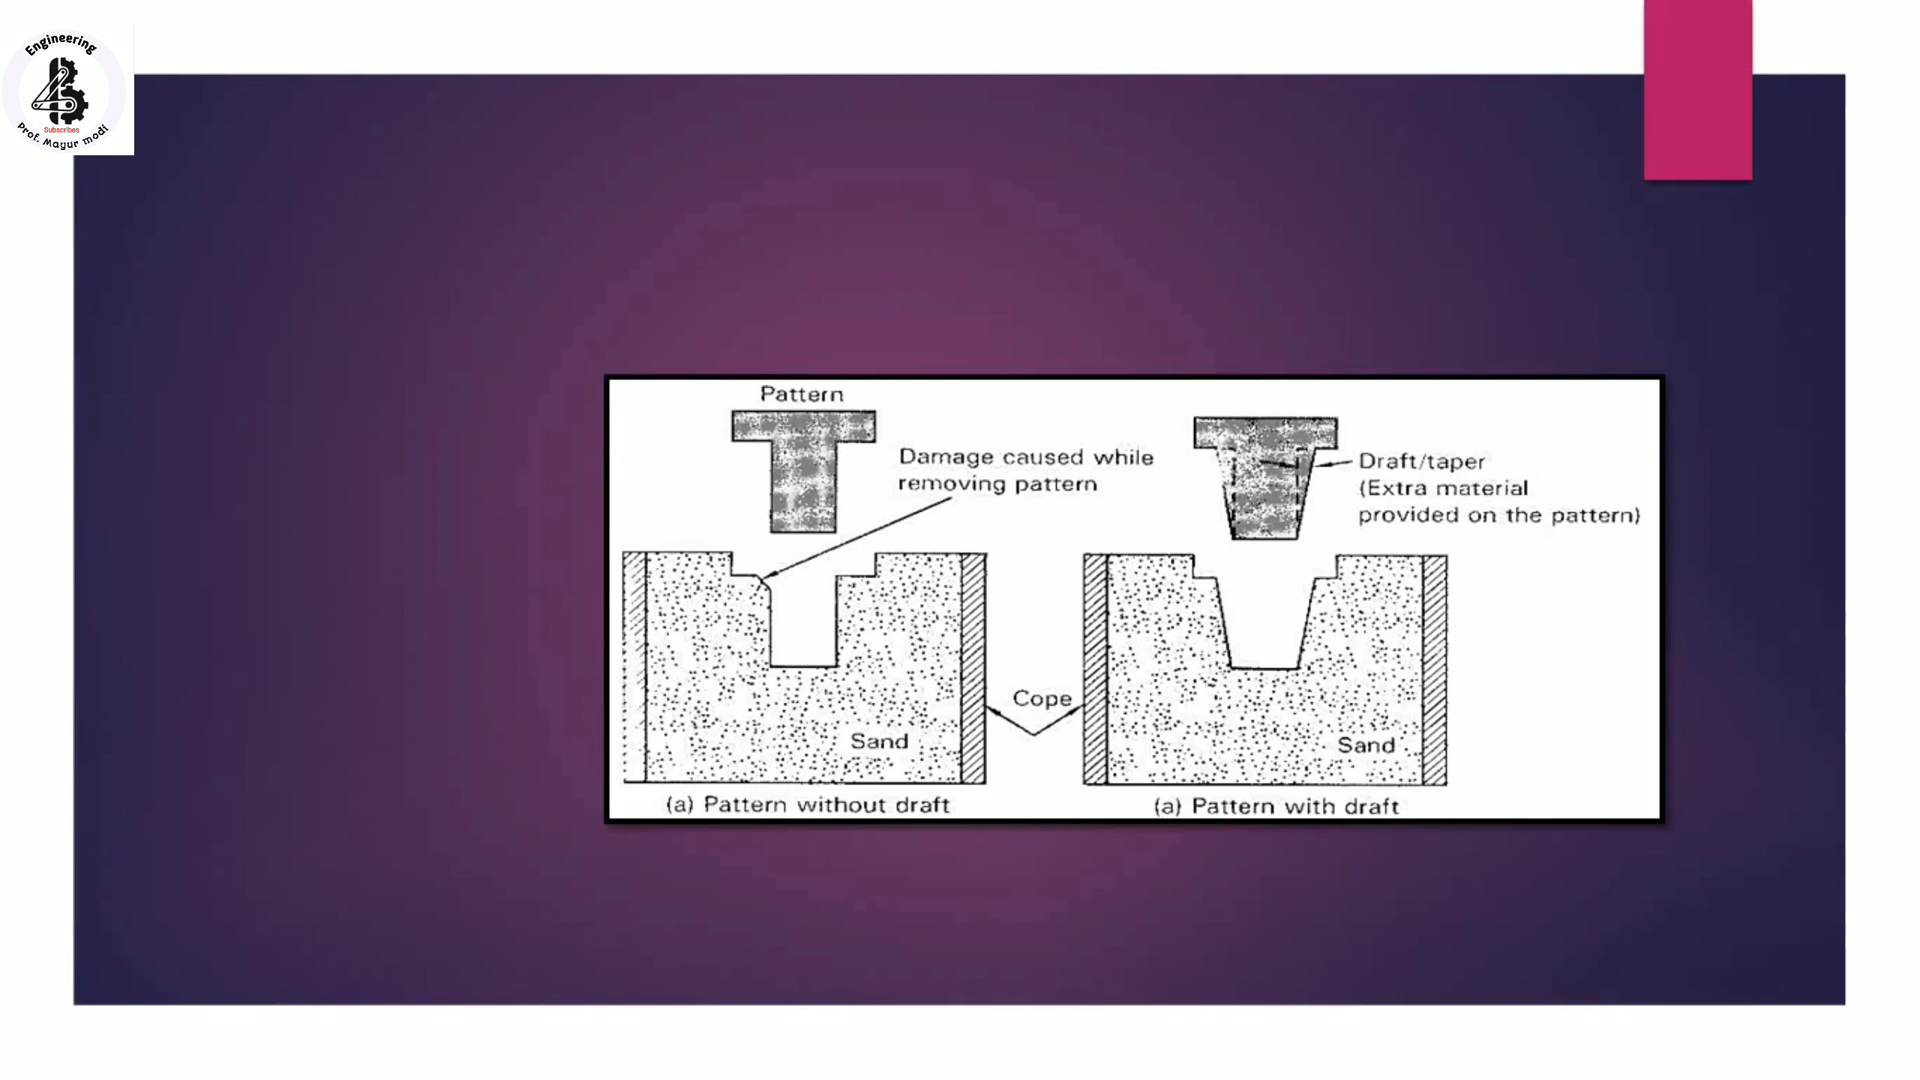 Engineering
Subscribes
Prof. Mayur modi
Pattern
Damage caused while
removing pattern
Draft/taper
(Extra material
provided on the pattern)
Cope
Sand
Sand
(a) Pattern without draft
(a) Pattern with draft